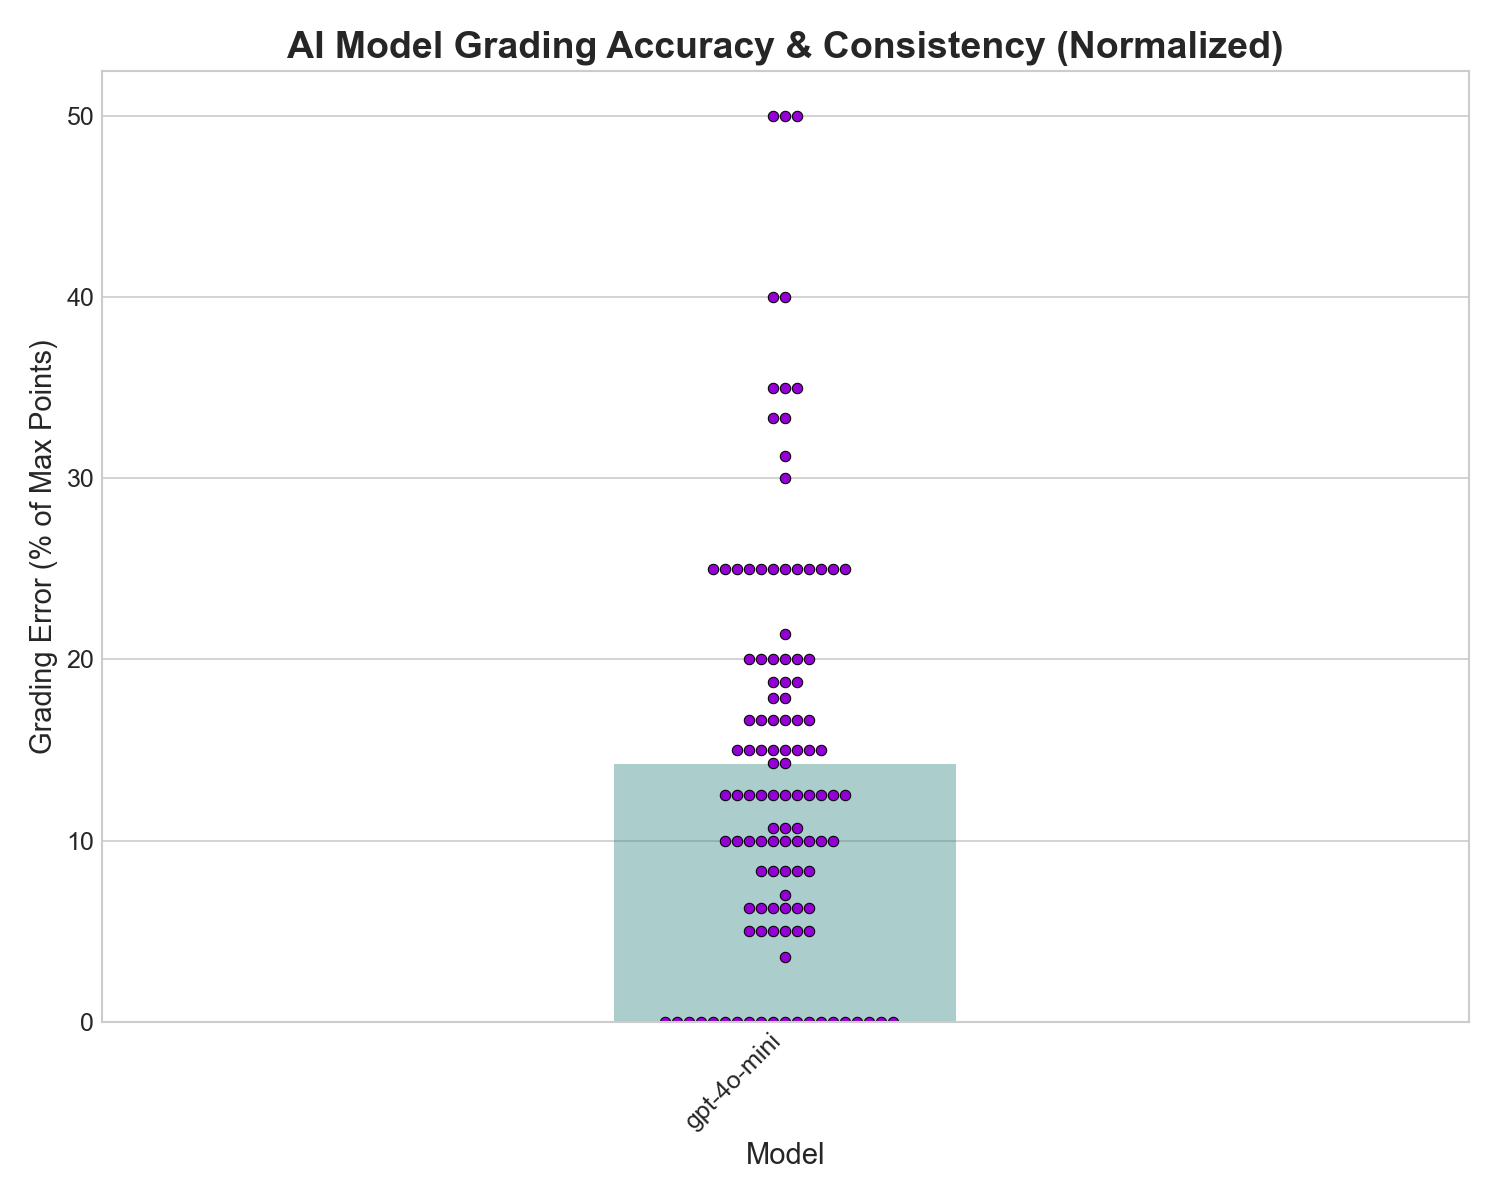 AI Model Grading Accuracy & Consistency (Normalized)
Grading Error (% of Max Points)
50
40
30
20
10
0
gpt-4o-mini
Model